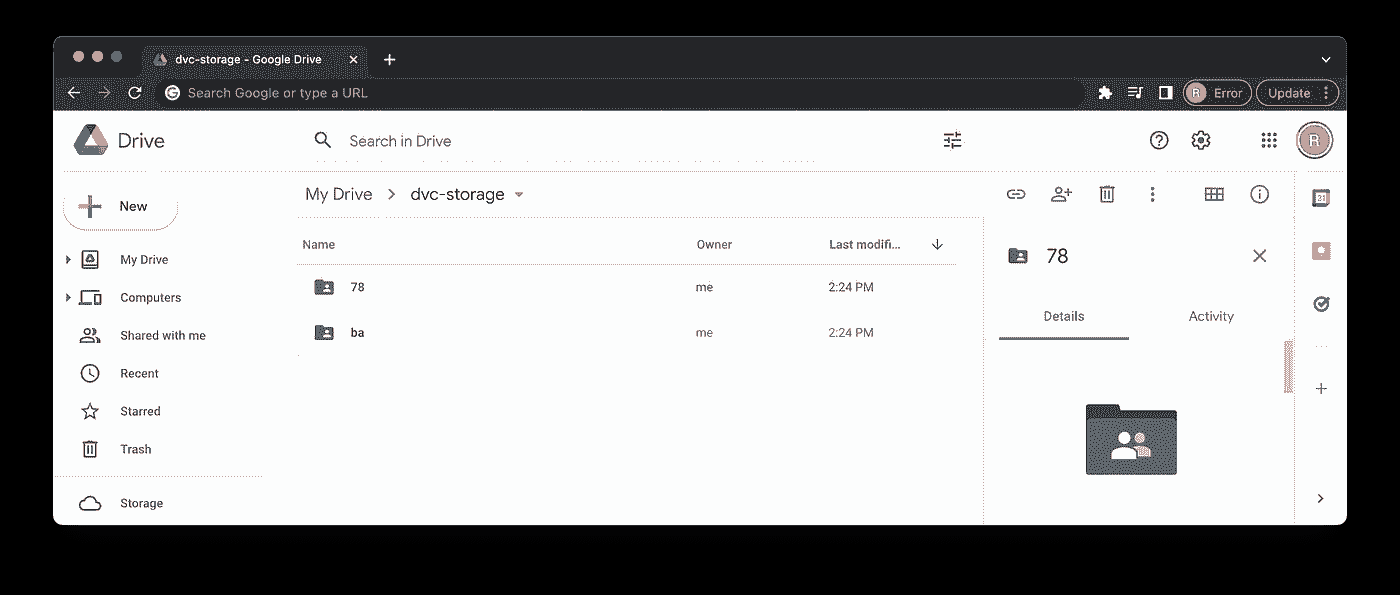 dvc-storage - Google Drive
Search Google or type a URL
R Error
Update
Drive
Search in Drive
R
My Drive > dvc-storage
New
My Drive
Computers
Shared with me
Recent
Starred
Trash
Storage
Name Owner Last modifi...
78 me 2:24 PM
ba me 2:24 PM
78
Details Activity
31